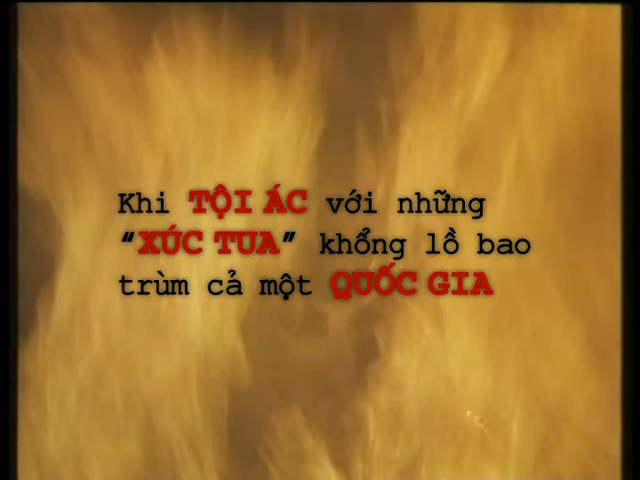 Khi TỘI ÁC với những
“XÚC TUA” khổng lồ bao
trùm cả một QUỐC GIA